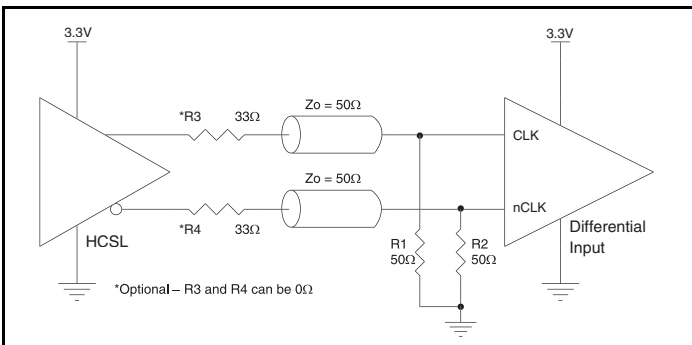 3.3V
3.3V
*R3 33Ω
Zo = 50Ω
CLK
Zo = 50Ω
nCLK
*R4 33Ω
HCSL
R1
50Ω
R2
50Ω
Differential
Input
*Optional – R3 and R4 can be 0Ω